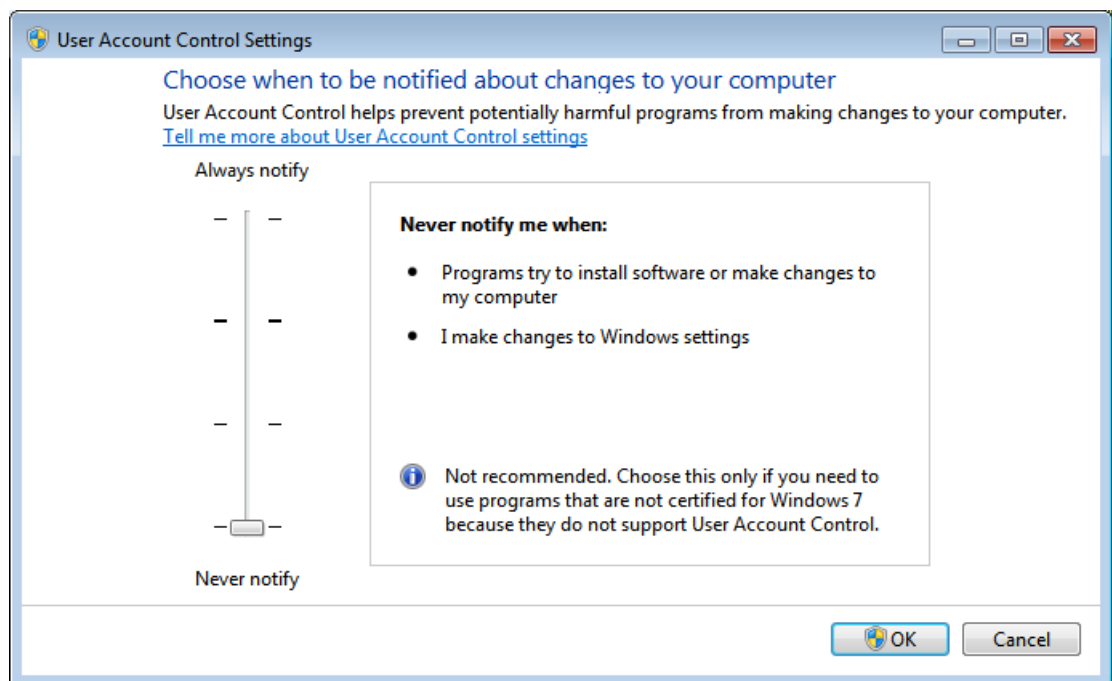 User Account Control Settings
Choose when to be notified about changes to your computer
User Account Control helps prevent potentially harmful programs from making changes to your computer.
Tell me more about User Account Control settings
Always notify
Never notify me when:
• Programs try to install software or make changes to
my computer
• I make changes to Windows settings
Not recommended. Choose this only if you need to
use programs that are not certified for Windows 7
because they do not support User Account Control.
Never notify
OK
Cancel